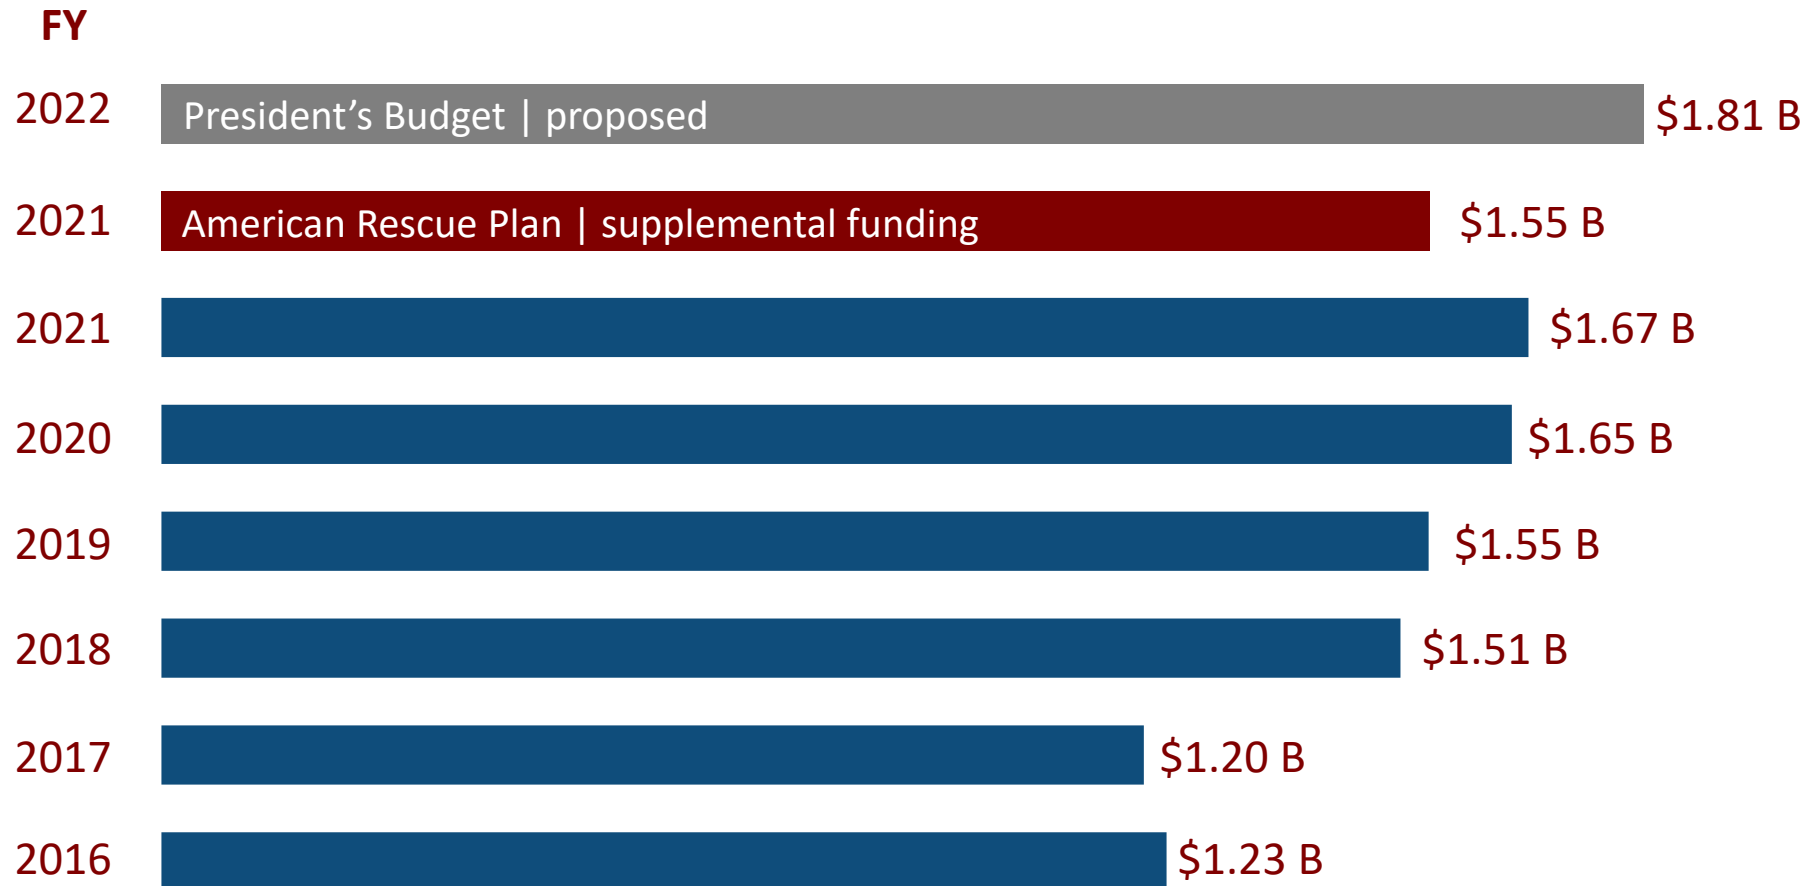 FY
2022 President’s Budget | proposed $1.81 B
2021 American Rescue Plan | supplemental funding $1.55 B
2021 $1.67 B
2020 $1.65 B
2019 $1.55 B
2018 $1.51 B
2017 $1.20 B
2016 $1.23 B